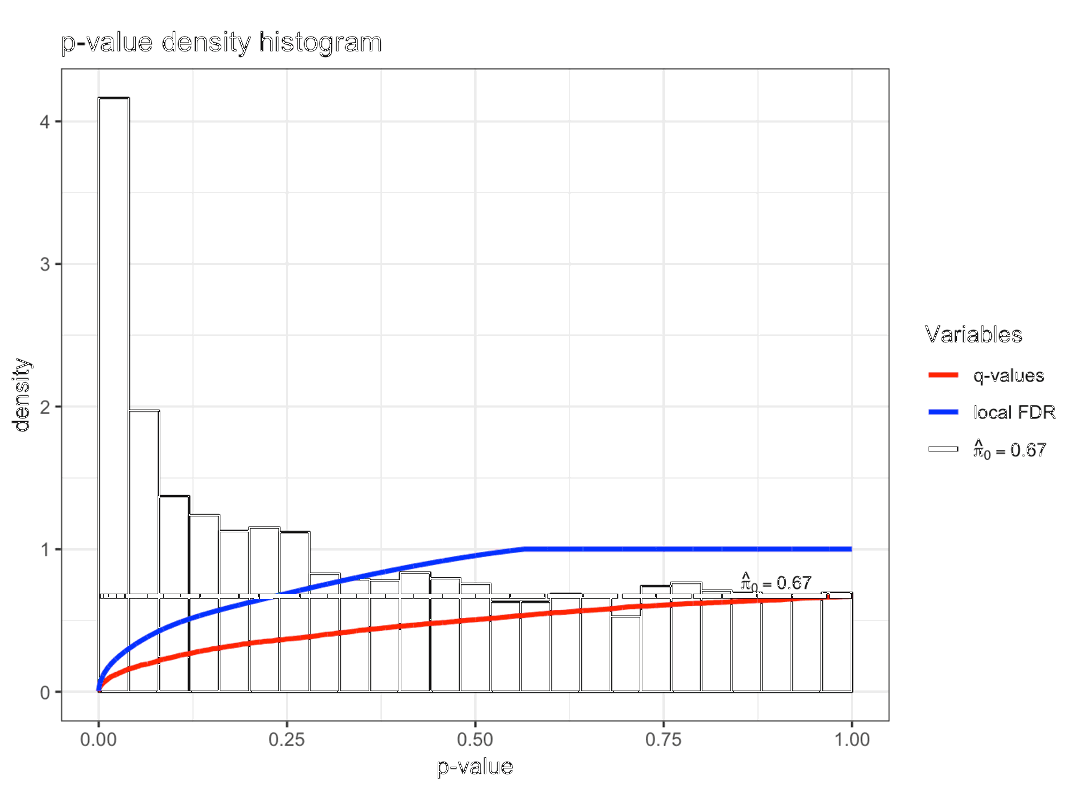 p-value density histogram
4
3
2
1
0
density
0.00 0.25 0.50 0.75 1.00
p-value
π̂₀ = 0.67
Variables
q-values
local FDR
π̂₀ = 0.67